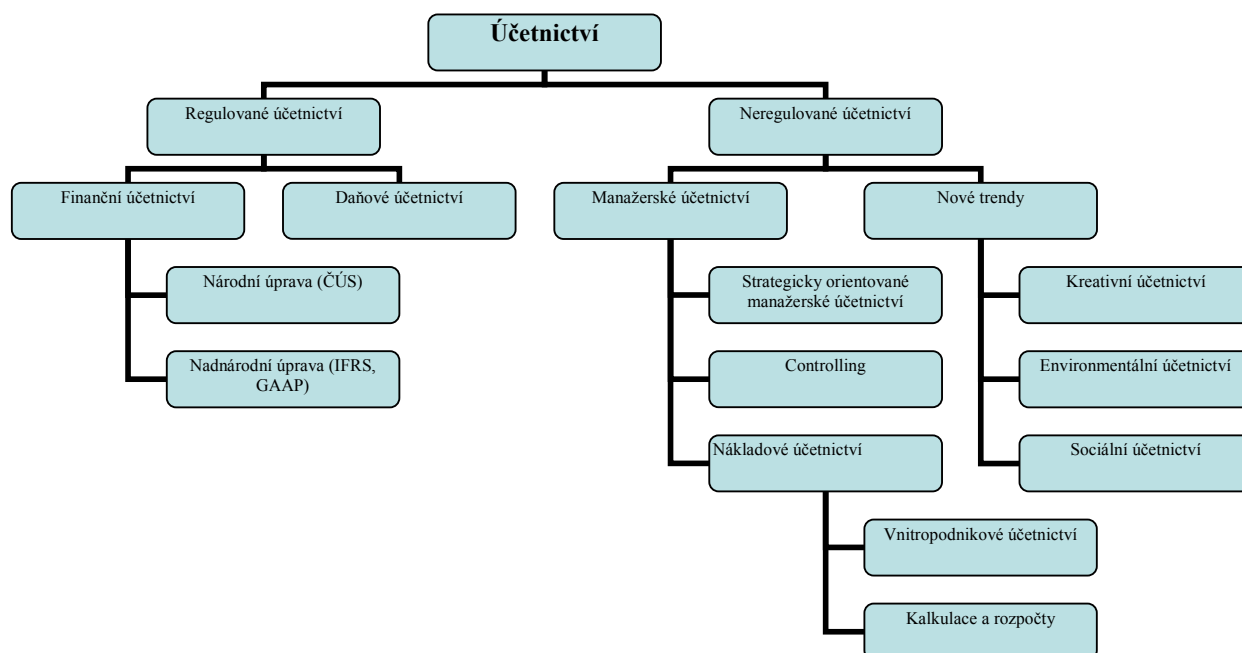 Účetnictví
Regulované účetnictví
Neregulované účetnictví
Finanční účetnictví
Daňové účetnictví
Manažerské účetnictví
Nové trendy
Národní úprava (ČÚS)
Strategicky orientované
manažerské účetnictví
Kreativní účetnictví
Nadnárodní úprava (IFRS,
GAAP)
Controlling
Environmentální účetnictví
Nákladové účetnictví
Sociální účetnictví
Vnitropodnikové účetnictví
Kalkulace a rozpočty